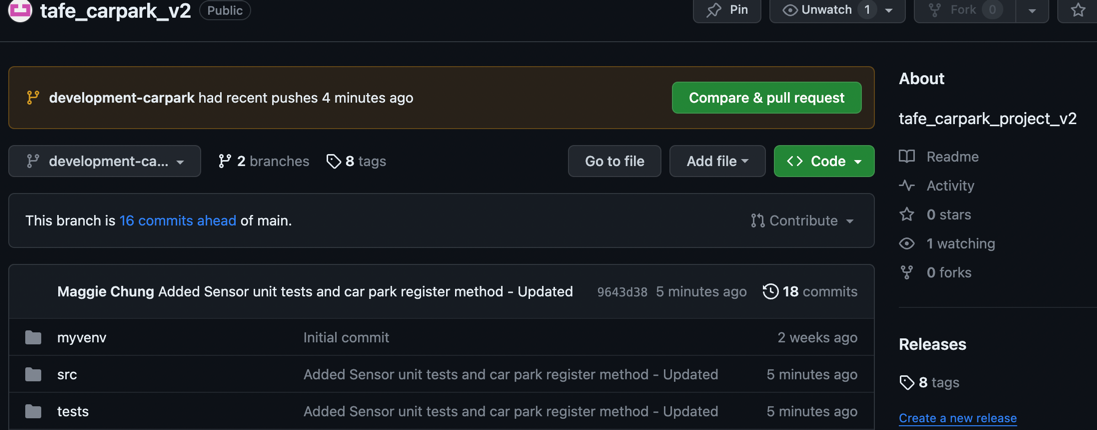 tafe_carpark_v2 Public Pin Unwatch 1 Fork 0
development-carpark had recent pushes 4 minutes ago Compare & pull request
development-ca... 2 branches 8 tags Go to file Add file <> Code
This branch is 16 commits ahead of main. Contribute
Maggie Chung Added Sensor unit tests and car park register method - Updated 9643d38 5 minutes ago 18 commits
myvenv Initial commit 2 weeks ago
src Added Sensor unit tests and car park register method - Updated 5 minutes ago
tests Added Sensor unit tests and car park register method - Updated 5 minutes ago
About
tafe_carpark_project_v2
Readme
Activity
0 stars
1 watching
0 forks
Releases
8 tags
Create a new release